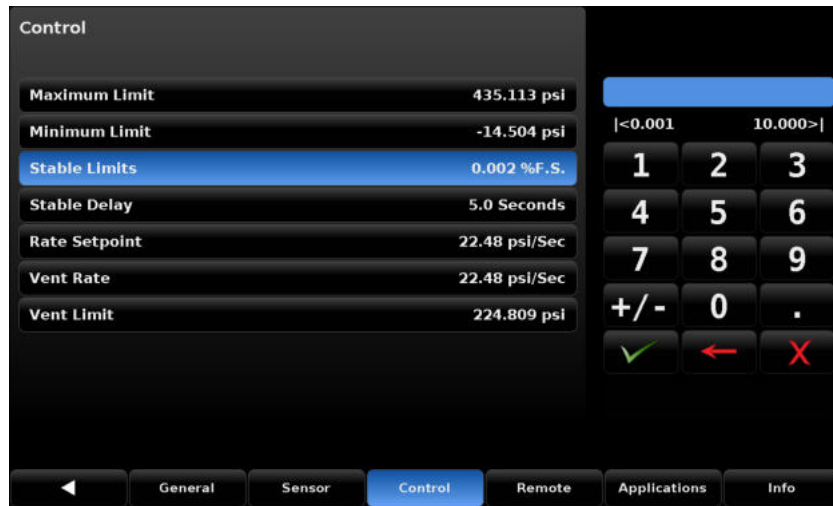 Control
Maximum Limit 435.113 psi
Minimum Limit -14.504 psi
Stable Limits 0.002 %F.S.
Stable Delay 5.0 Seconds
Rate Setpoint 22.48 psi/Sec
Vent Rate 22.48 psi/Sec
Vent Limit 224.809 psi
|<0.001 10.000>|
1 2 3
4 5 6
7 8 9
+/- 0 .
X
General Sensor Control Remote Applications Info